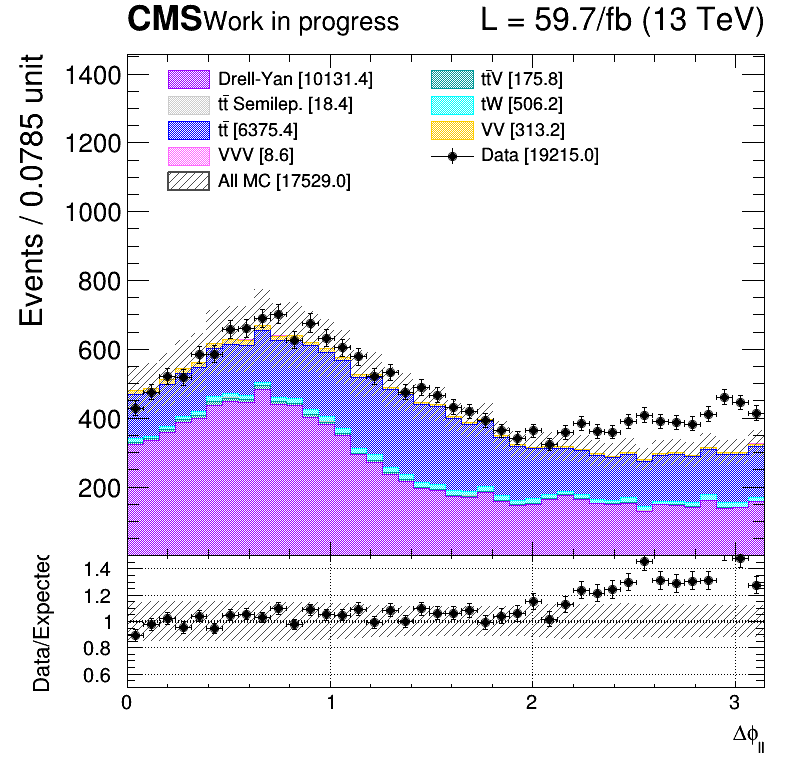 CMS Work in progress L = 59.7/fb (13 TeV)
Events / 0.0785 unit
1400
1200
1000
800
600
400
200
Drell-Yan [10131.4]
tt̄ Semilep. [18.4]
tt̄ [6375.4]
VVV [8.6]
All MC [17529.0]
tt̄V [175.8]
tW [506.2]
VV [313.2]
Data [19215.0]
Data/Expected
1.4
1.2
1
0.8
0.6
0 1 2 3
Δϕ_ll